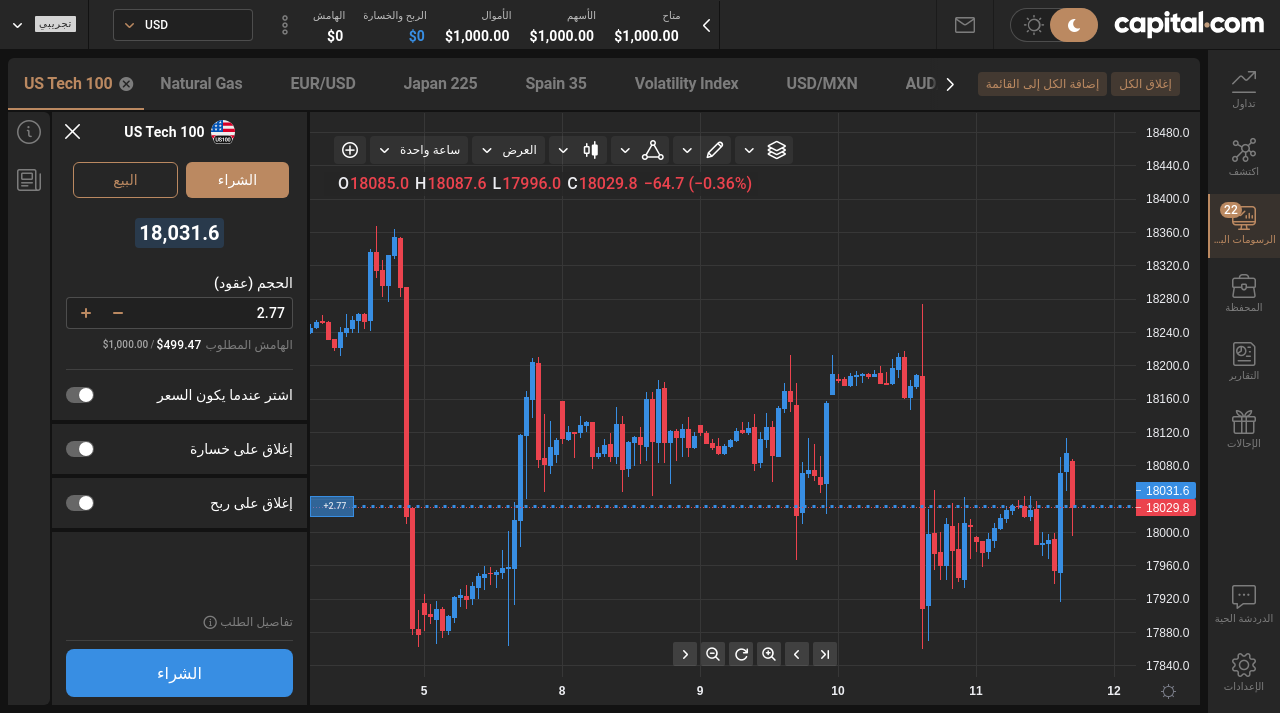 تجريبي
USD
الهامش
$0
الربح والخسارة
$0
الأموال
$1,000.00
الأسهم
$1,000.00
متاح
$1,000.00
capital.com
US Tech 100
Natural Gas
EUR/USD
Japan 225
Spain 35
Volatility Index
USD/MXN
AUD
إضافة الكل إلى القائمة
إغلاق الكل
US Tech 100
US100
البيع
الشراء
18,031.6
الحجم (عقود)
2.77
الهامش المطلوب $499.47 / $1,000.00
اشتر عندما يكون السعر
إغلاق على خسارة
إغلاق على ربح
تفاصيل الطلب
الشراء
ساعة واحدة
العرض
O18085.0 H18087.6 L17996.0 C18029.8 −64.7 (−0.36%)
+2.77
18480.0
18440.0
18400.0
18360.0
18320.0
18280.0
18240.0
18200.0
18160.0
18120.0
18080.0
18031.6
18029.8
18000.0
17960.0
17920.0
17880.0
17840.0
5
8
9
10
11
12
تداول
اكتشف
22
الرسومات الب...
المحفظة
التقارير
الإحالات
الدردشة الحية
الإعدادات